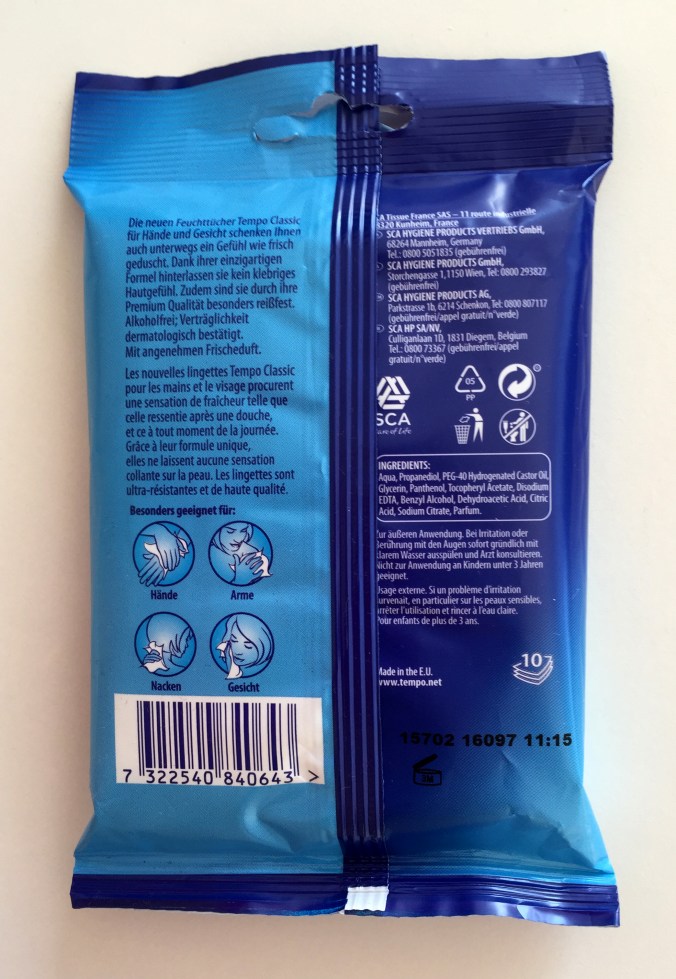 Die neuen Feuchttücher Tempo Classic
für Hände und Gesicht schenken Ihnen
auch unterwegs ein Gefühl wie frisch
geduscht. Dank ihrer einzigartigen
Formel hinterlassen sie kein klebriges
Hautgefühl. Zudem sind sie durch ihre
Premium Qualität besonders reißfest.
Alkoholfrei; Verträglichkeit
dermatologisch bestätigt.
Mit angenehmen Frischeduft.
Les nouvelles lingettes Tempo Classic
pour les mains et le visage procurent
une sensation de fraîcheur telle que
celle ressentie après une douche,
et ce à tout moment de la journée.
Grâce à leur formule unique,
elles ne laissent aucune sensation
collante sur la peau. Les lingettes sont
ultra-résistantes et de haute qualité.
Besonders geeignet für:
Hände
Arme
Nacken
Gesicht
7 322540 840643 >
CA Tissue France SAS – 11 route industrielle
8320 Kunheim, France
SCA HYGIENE PRODUCTS VERTRIEBS GmbH,
68264 Mannheim, Germany
Tel.: 0800 5051835 (gebührenfrei)
SCA HYGIENE PRODUCTS GmbH,
Storchengasse 1,1150 Wien, Tel: 0800 293827
(gebührenfrei)
SCA HYGIENE PRODUCTS AG,
Parkstrasse 1b, 6214 Schenkon, Tel: 0800 807117
(gebührenfrei/appel gratuit/n°verde)
SCA HP SA/NV,
Culliganlaan 1D, 1831 Diegem, Belgium
Tel.: 0800 73367 (gebührenfrei/appel
gratuit/n°verde)
SCA
care of life
05
PP
INGREDIENTS:
Aqua, Propanediol, PEG-40 Hydrogenated Castor Oil,
Glycerin, Panthenol, Tocopheryl Acetate, Disodium
EDTA, Benzyl Alcohol, Dehydroacetic Acid, Citric
Acid, Sodium Citrate, Parfum.
Zur äußeren Anwendung. Bei Irritation oder
Berührung mit den Augen sofort gründlich mit
klarem Wasser ausspülen und Arzt konsultieren.
Nicht zur Anwendung an Kindern unter 3 Jahren
geeignet.
Usage externe. Si un problème d'irritation
survenait, en particulier sur les peaux sensibles,
arrêter l'utilisation et rincer à l'eau claire.
Pour enfants de plus de 3 ans.
Made in the E.U.
www.tempo.net
10
15702 16097 11:15